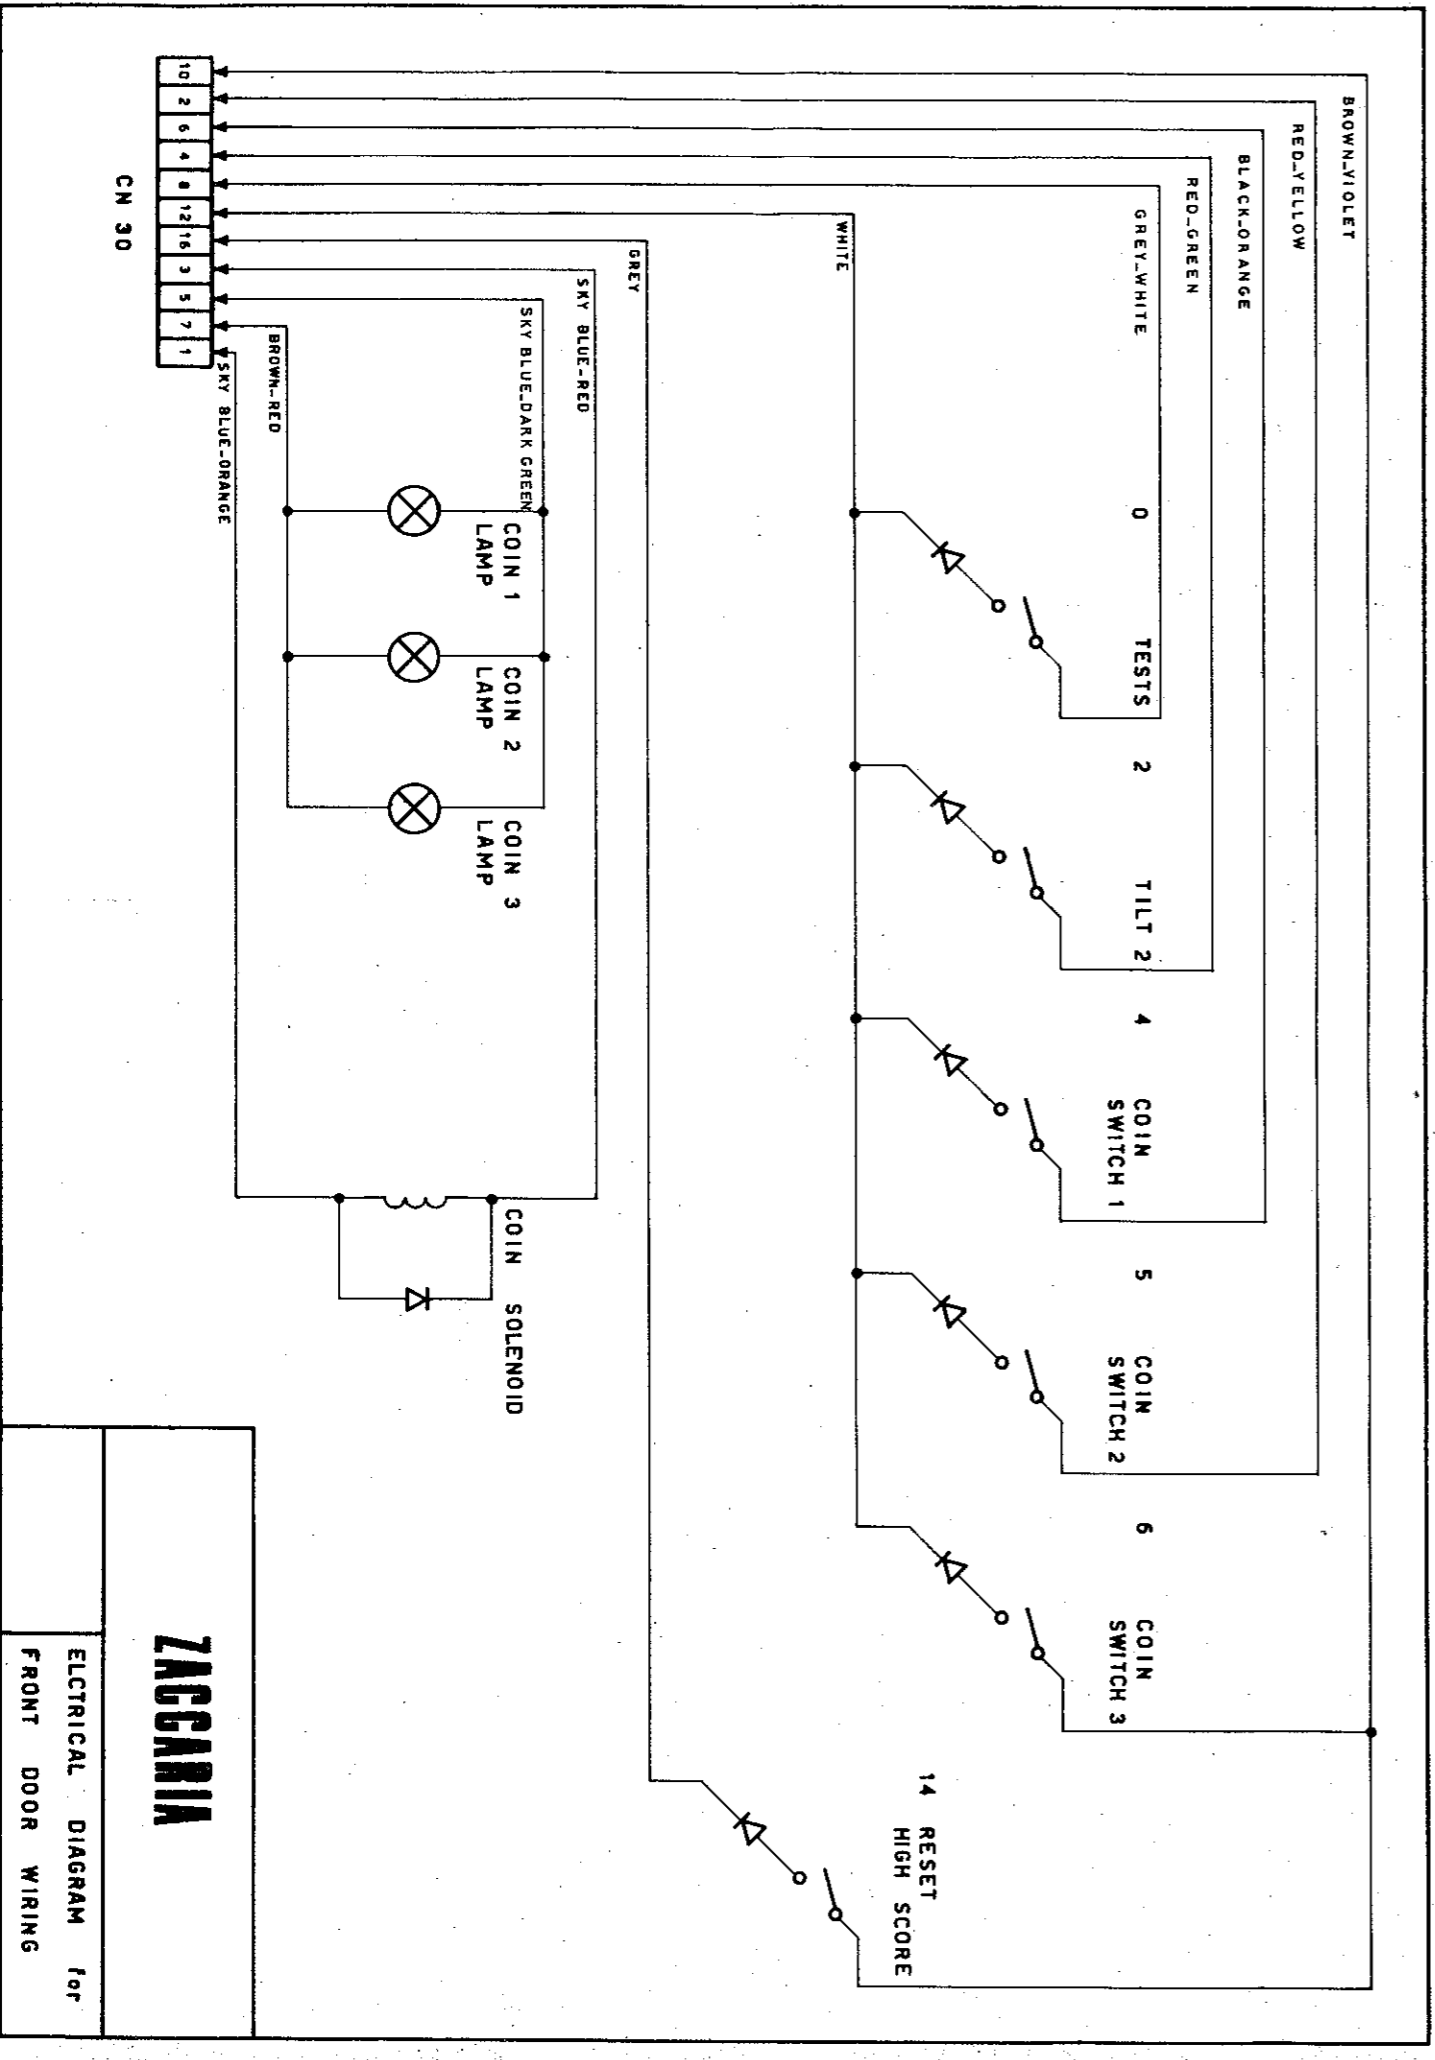 BROWN_VIOLET
RED_YELLOW
BLACK_ORANGE
RED_GREEN
GREY_WHITE
WHITE
GREY
SKY BLUE-RED
SKY BLUE_DARK GREEN
BROWN-RED
SKY BLUE-ORANGE
10
2
6
4
8
12
16
3
5
7
1
CN 30
0 TESTS
2 TILT 2
4 COIN
SWITCH 1
5 COIN
SWITCH 2
6 COIN
SWITCH 3
14 RESET
HIGH SCORE
COIN 1
LAMP
COIN 2
LAMP
COIN 3
LAMP
COIN SOLENOID
ZACCARIA
ELCTRICAL DIAGRAM for
FRONT DOOR WIRING